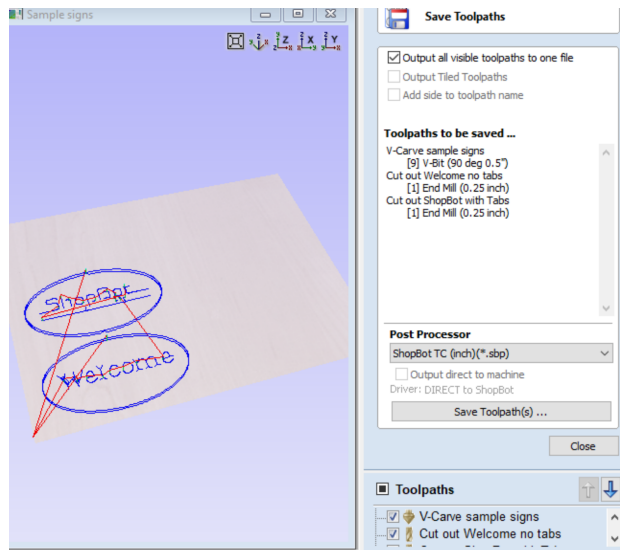 Sample signs
ShopBot
Welcome
Save Toolpaths
Output all visible toolpaths to one file
Output Tiled Toolpaths
Add side to toolpath name
Toolpaths to be saved ...
V-Carve sample signs
[9] V-Bit (90 deg 0.5")
Cut out Welcome no tabs
[1] End Mill (0.25 inch)
Cut out ShopBot with Tabs
[1] End Mill (0.25 inch)
Post Processor
ShopBot TC (inch)(*.sbp)
Output direct to machine
Driver: DIRECT to ShopBot
Save Toolpath(s) ...
Close
Toolpaths
V-Carve sample signs
Cut out Welcome no tabs